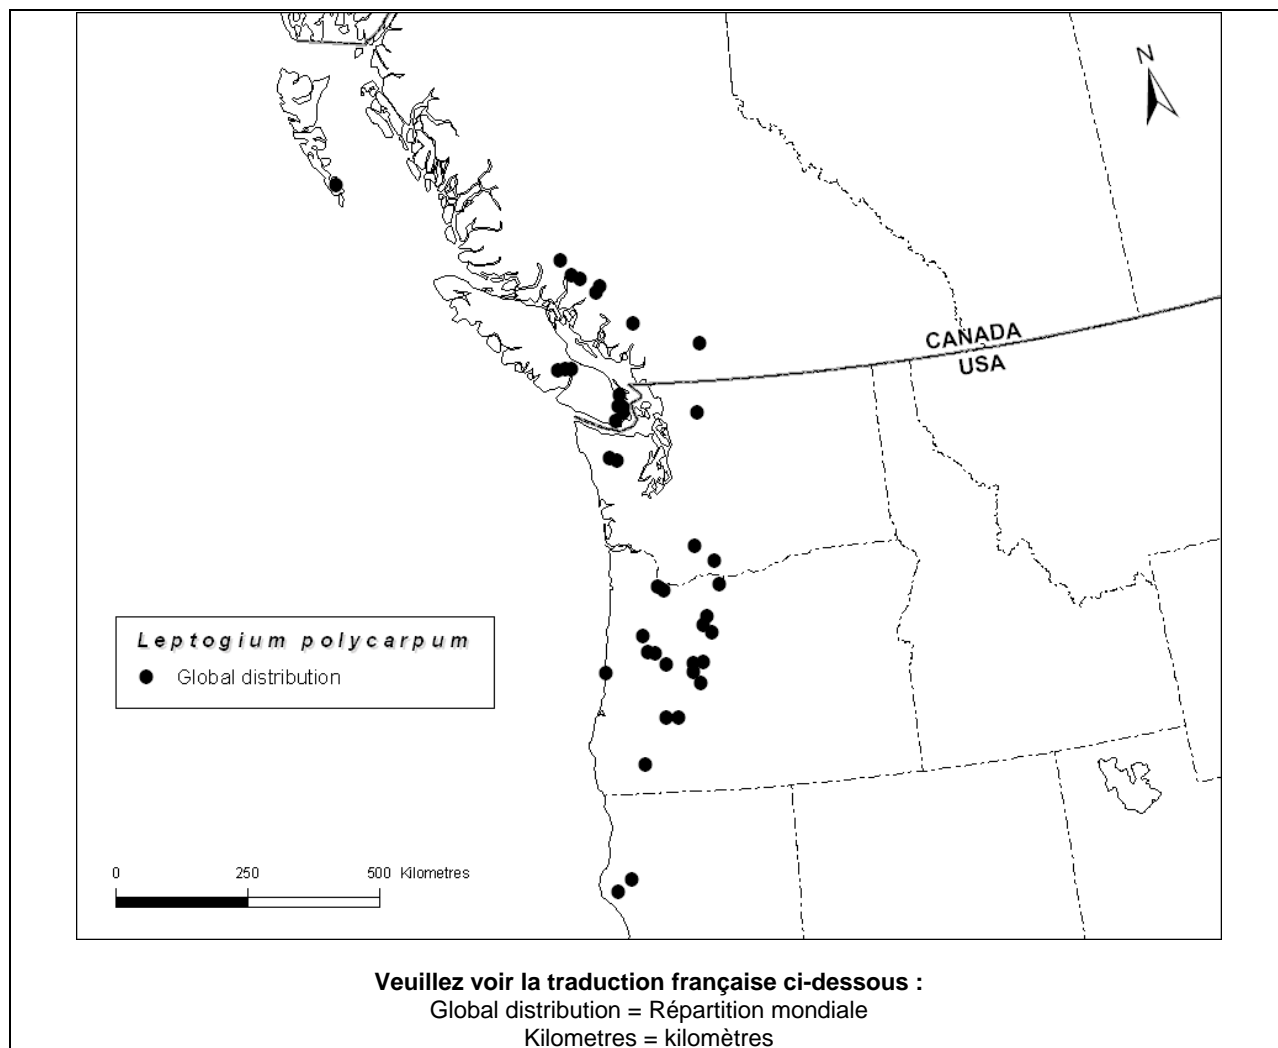 N
CANADA
USA
Leptogium polycarpum
Global distribution
0 250 500 Kilometres
Veuillez voir la traduction française ci-dessous :
Global distribution = Répartition mondiale
Kilometres = kilomètres